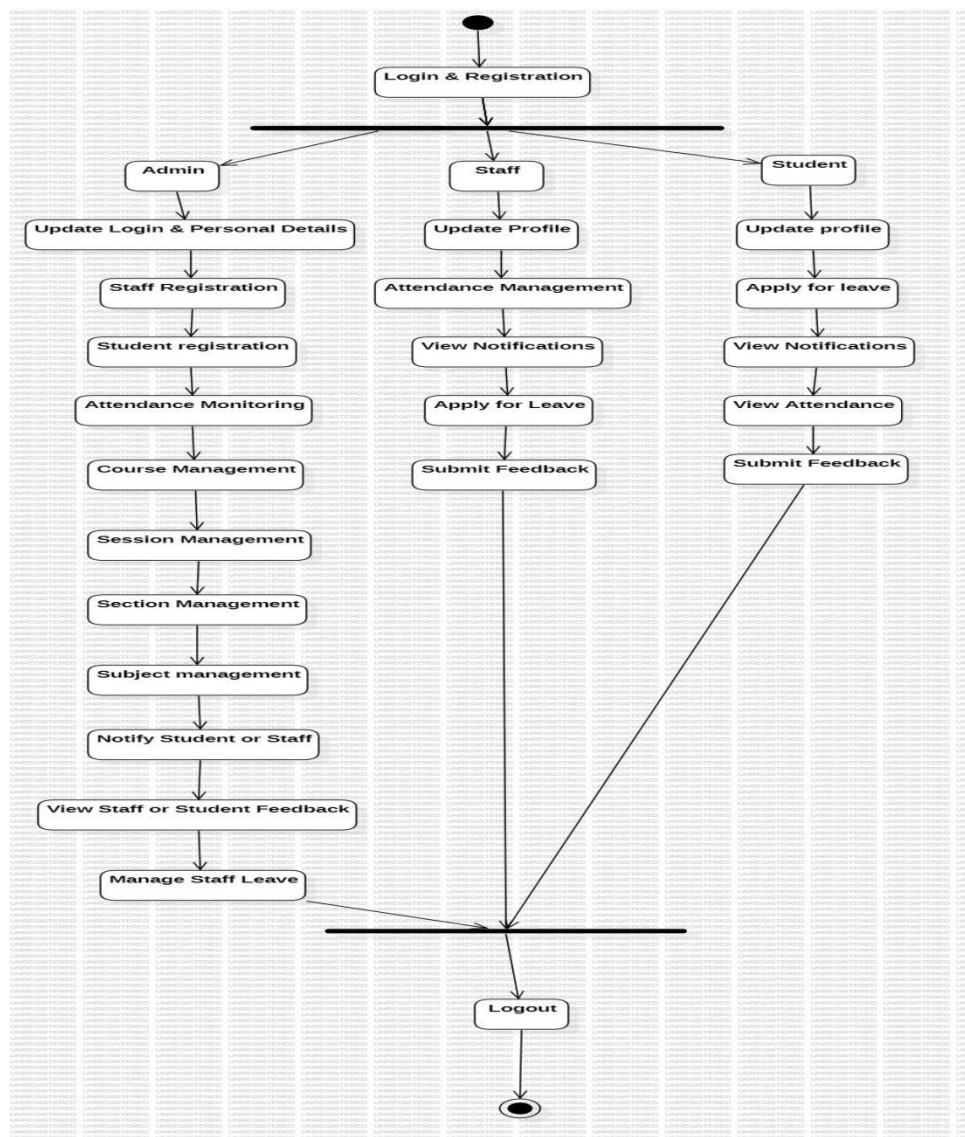 Login & Registration
Admin
Staff
Student
Update Login & Personal Details
Update Profile
Update profile
Staff Registration
Attendance Management
Apply for leave
Student registration
View Notifications
View Notifications
Attendance Monitoring
Apply for Leave
View Attendance
Course Management
Submit Feedback
Submit Feedback
Session Management
Section Management
Subject management
Notify Student or Staff
View Staff or Student Feedback
Manage Staff Leave
Logout